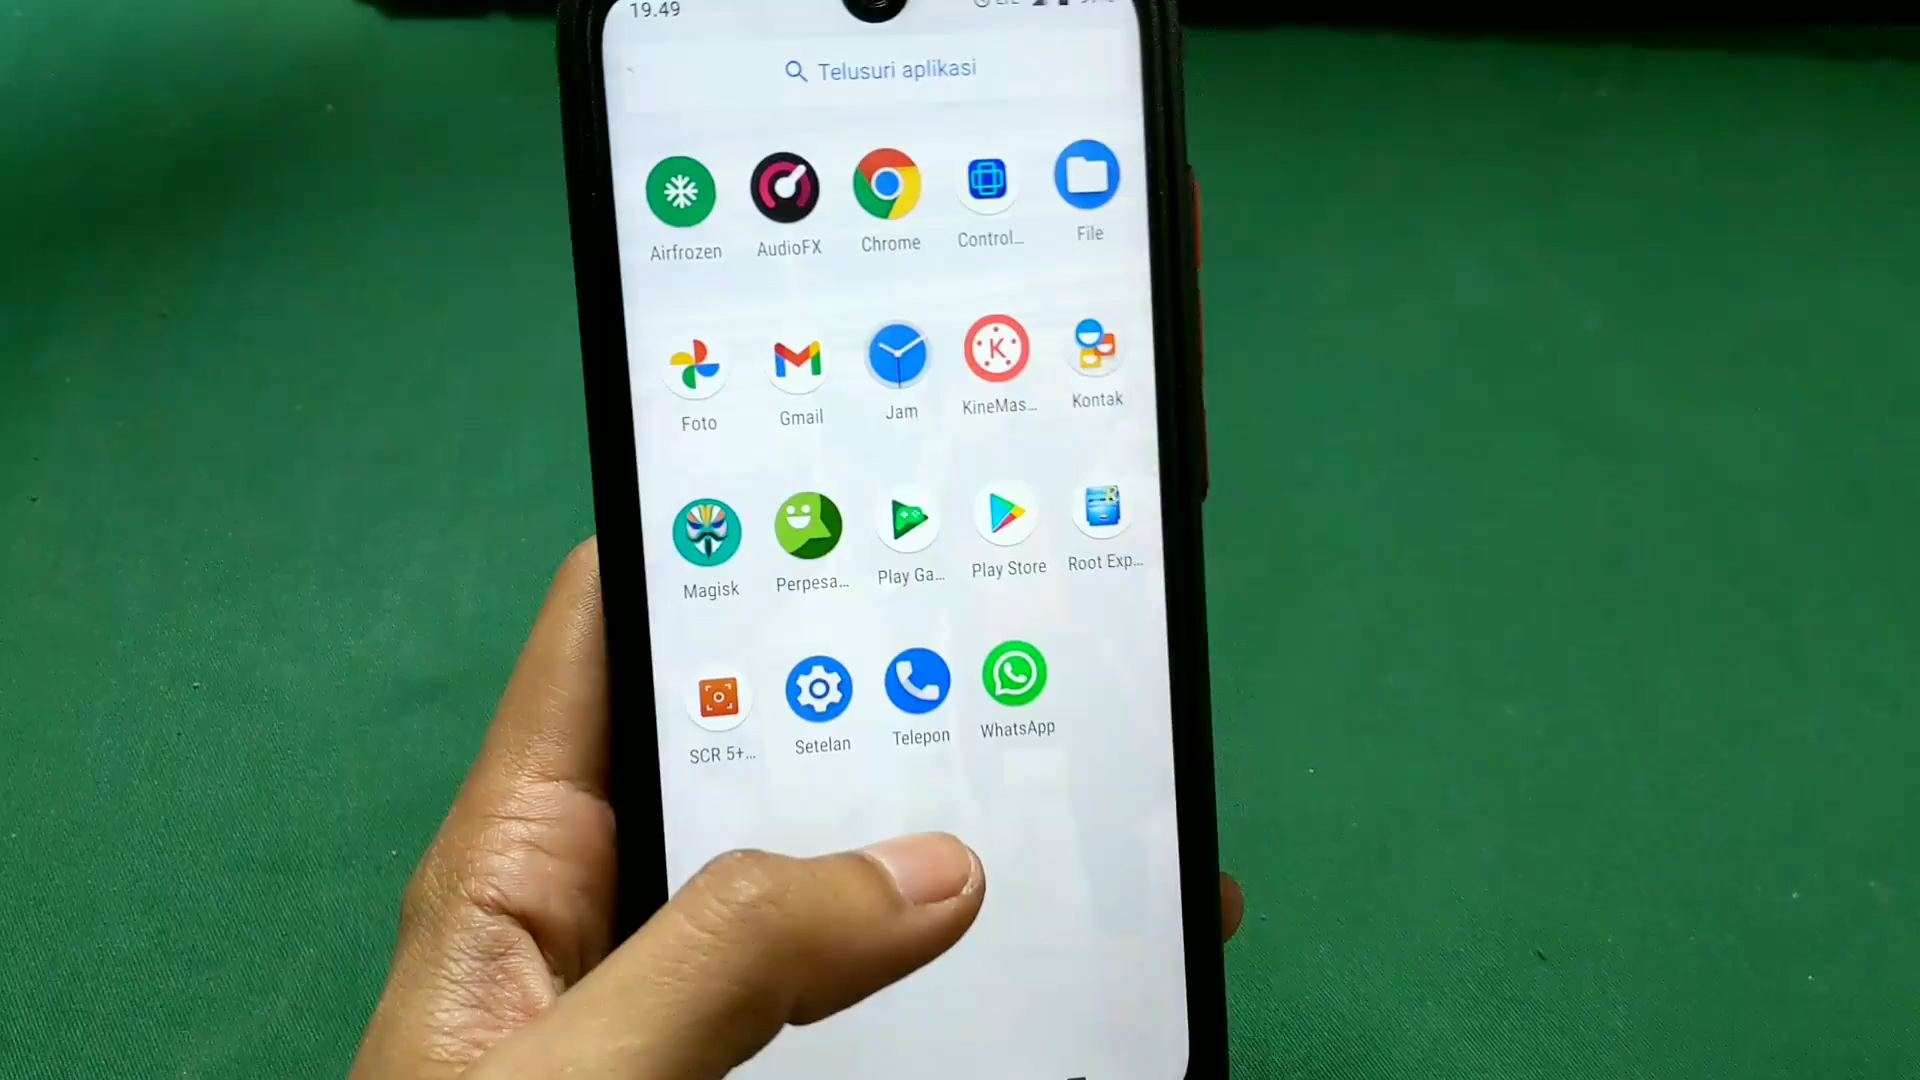 19.49
Telusuri aplikasi
Airfrozen AudioFX Chrome Control... File
Foto Gmail Jam KineMas... Kontak
K
Magisk Perpesa... Play Ga... Play Store Root Exp...
SCR 5+... Setelan Telepon WhatsApp